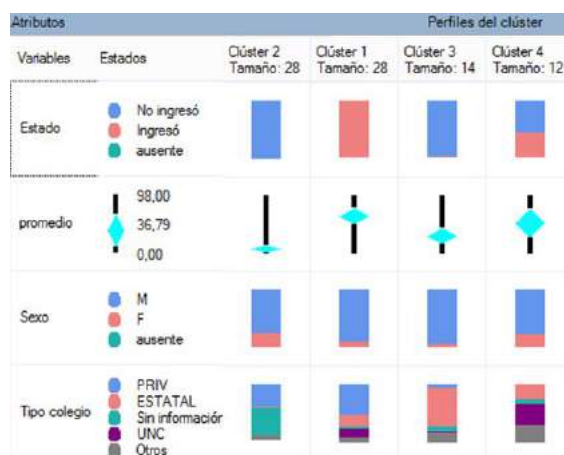 Atributos Perfiles del clúster
Variables Estados Clúster 2 Clúster 1 Clúster 3 Clúster 4
Tamaño: 28 Tamaño: 28 Tamaño: 14 Tamaño: 12
Estado
No ingresó
Ingresó
ausente
promedio
98,00
36,79
0,00
Sexo
M
F
ausente
Tipo colegio
PRIV
ESTATAL
Sin informaciór
UNC
Otros